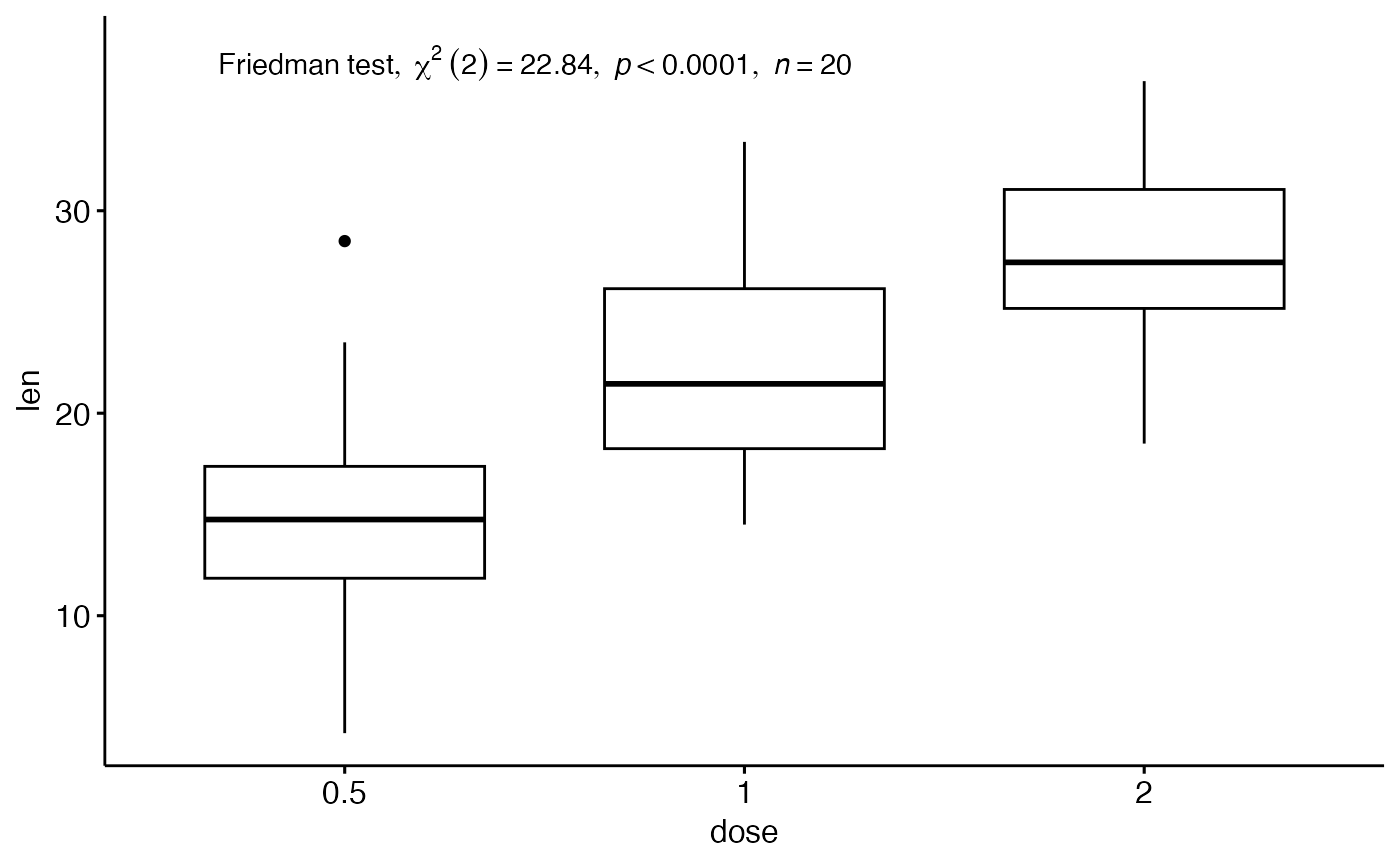 Friedman test, χ² (2) = 22.84, p < 0.0001, n = 20
30
20
10
len
0.5 1 2
dose